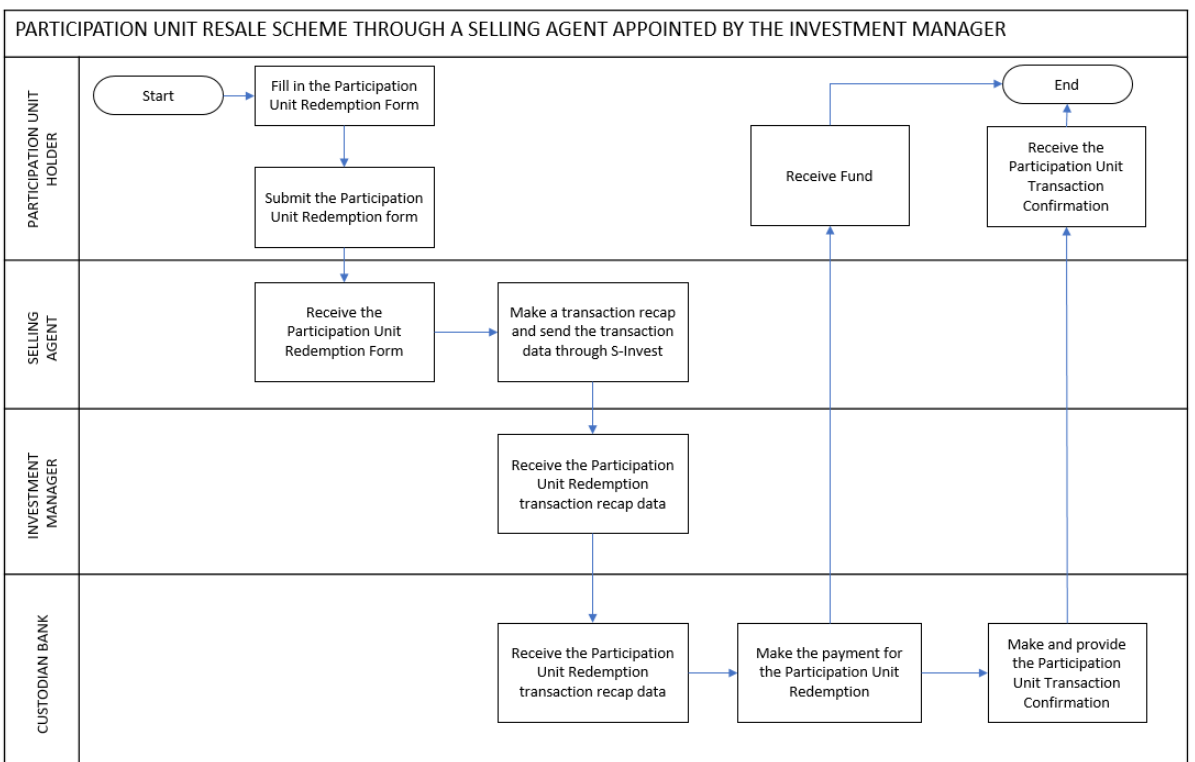 PARTICIPATION UNIT RESALE SCHEME THROUGH A SELLING AGENT APPOINTED BY THE INVESTMENT MANAGER
PARTICIPATION UNIT
HOLDER
Start
Fill in the Participation
Unit Redemption Form
Submit the Participation
Unit Redemption form
Receive Fund
End
Receive the
Participation Unit
Transaction
Confirmation
SELLING
AGENT
Receive the
Participation Unit
Redemption Form
Make a transaction recap
and send the transaction
data through S-Invest
INVESTMENT
MANAGER
Receive the Participation
Unit Redemption
transaction recap data
CUSTODIAN BANK
Receive the Participation
Unit Redemption
transaction recap data
Make the payment for
the Participation Unit
Redemption
Make and provide
the Participation
Unit Transaction
Confirmation